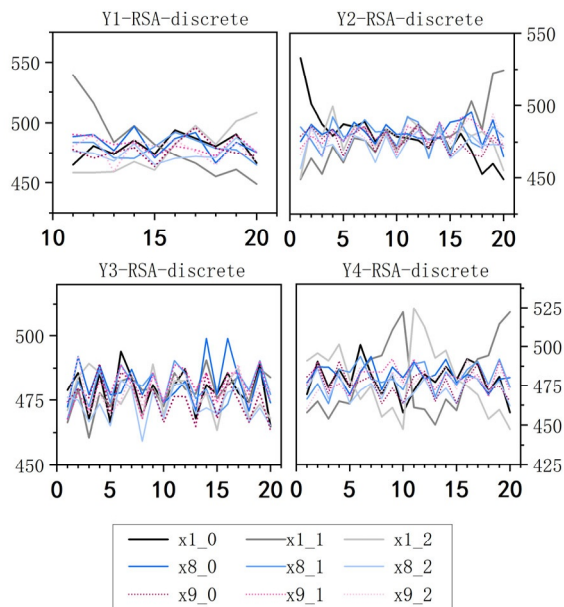 Y1-RSA-discrete
Y2-RSA-discrete
550
500
450
10 15 20
550
500
450
0 5 10 15 20
Y3-RSA-discrete
Y4-RSA-discrete
500
475
450
0 5 10 15 20
525
500
475
450
425
0 5 10 15 20
x1_0 x1_1 x1_2
x8_0 x8_1 x8_2
x9_0 x9_1 x9_2